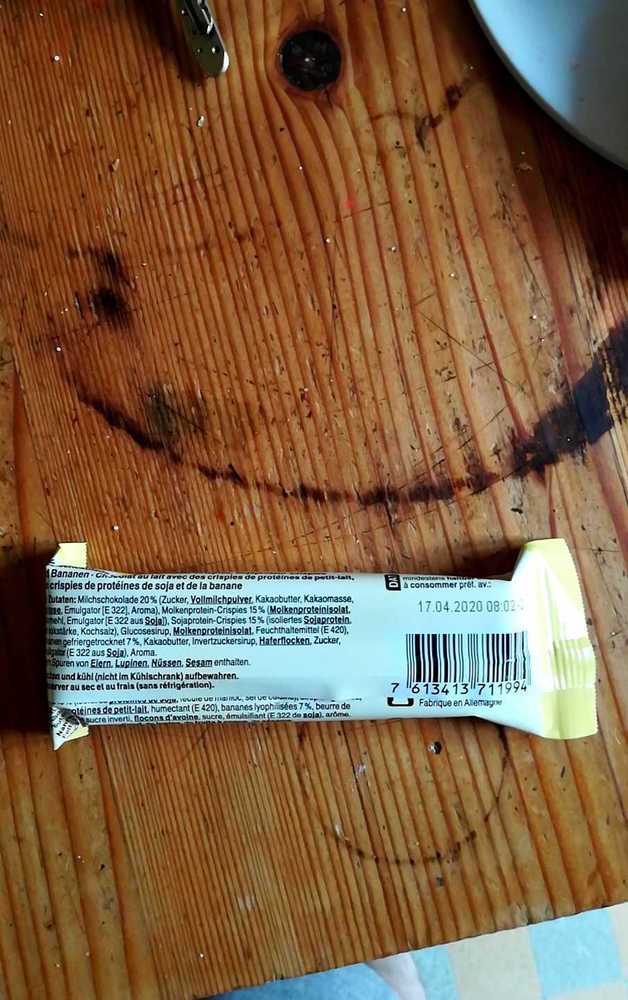 Bananen - Chocolat au lait avec des crispies de protéines de petit-lait,
crispies de protéines de soja et de la banane
Zutaten: Milchschokolade 20% (Zucker, Vollmilchpulver, Kakaobutter, Kakaomasse,
Emulgator [E 322], Aroma), Molkenprotein-Crispies 15% (Molkenproteinisolat,
Emulgator [E 322 aus Soja]), Sojaprotein-Crispies 15% (isoliertes Sojaprotein,
Kochsalz), Glucosesirup, Molkenproteinisolat, Feuchthaltemittel (E 420),
gefriergetrocknet 7%, Kakaobutter, Invertzuckersirup, Haferflocken, Zucker,
(E 322 aus Soja), Aroma.
Spuren von Eiern, Lupinen, Nüssen, Sesam enthalten.
und kühl (nicht im Kühlschrank) aufbewahren.
au sec et au frais (sans réfrigération).
protéines de petit-lait, humectant (E 420), bananes lyophilisées 7%, beurre de
sucre inverti, flocons d'avoine, sucre, émulsifiant (E 322 de soja), arôme.
mindestens
à consommer préf. av.:
17.04.2020 08:02
7 613413 711994
Fabriqué en Allemagne